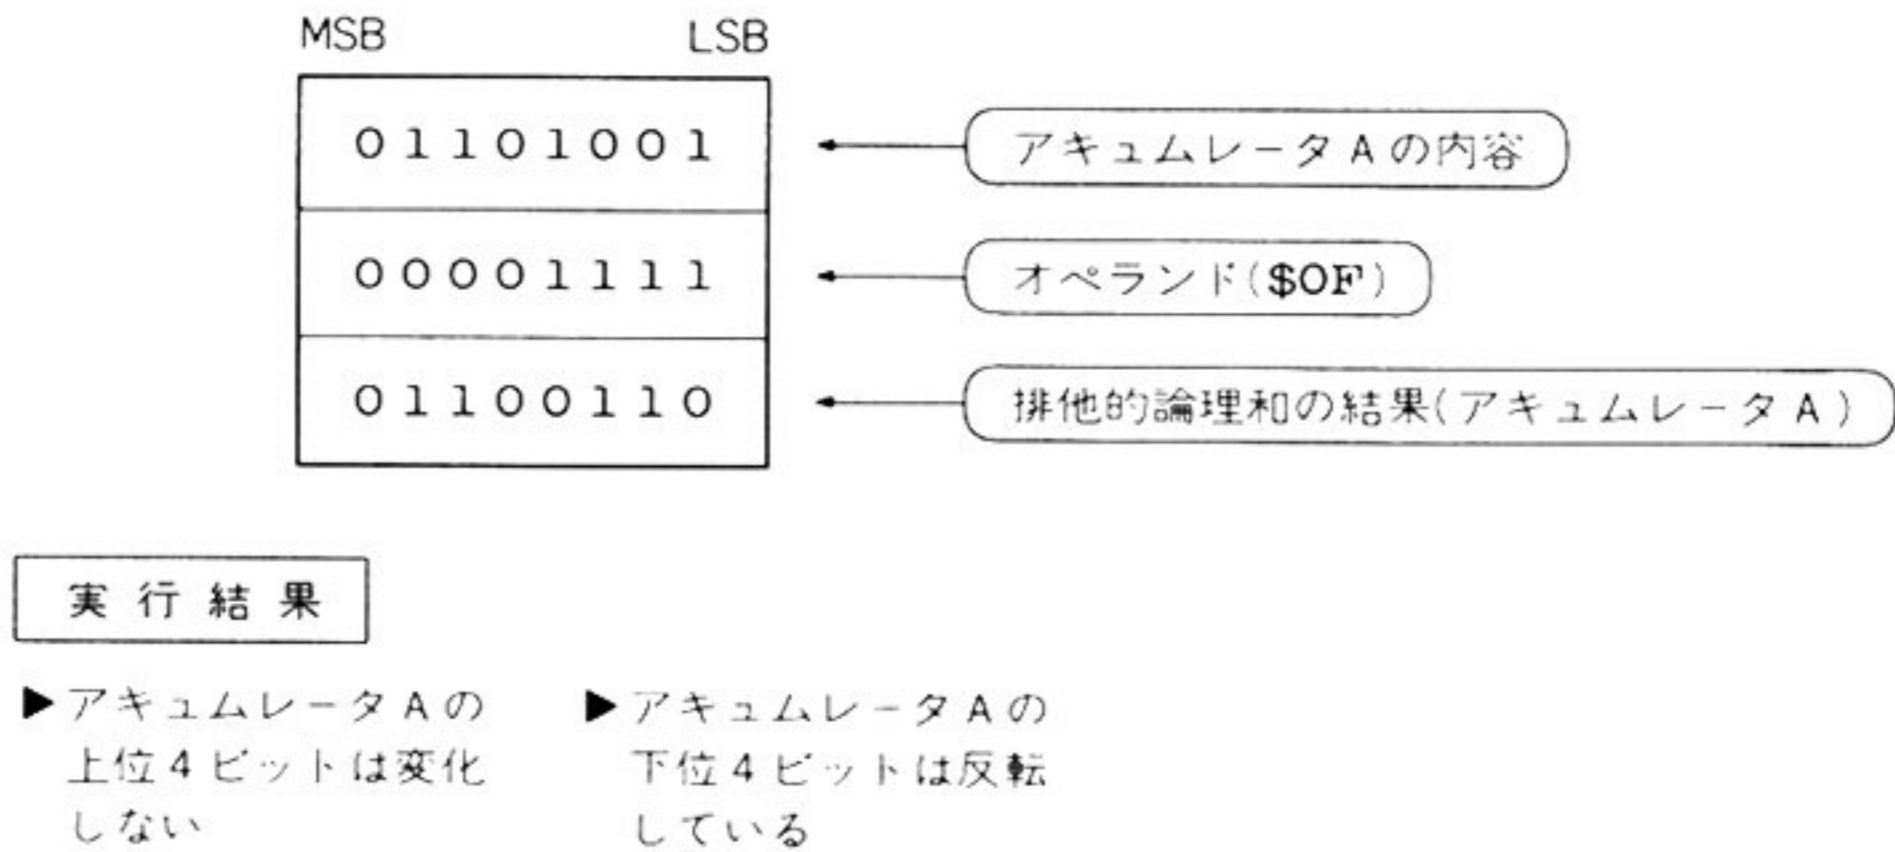 MSB LSB
01101001 アキュムレータAの内容
00001111 オペランド($0F)
01100110 排他的論理和の結果(アキュムレータA)
実行結果
▶アキュムレータAの
上位4ビットは変化
しない
▶アキュムレータAの
下位4ビットは反転
している